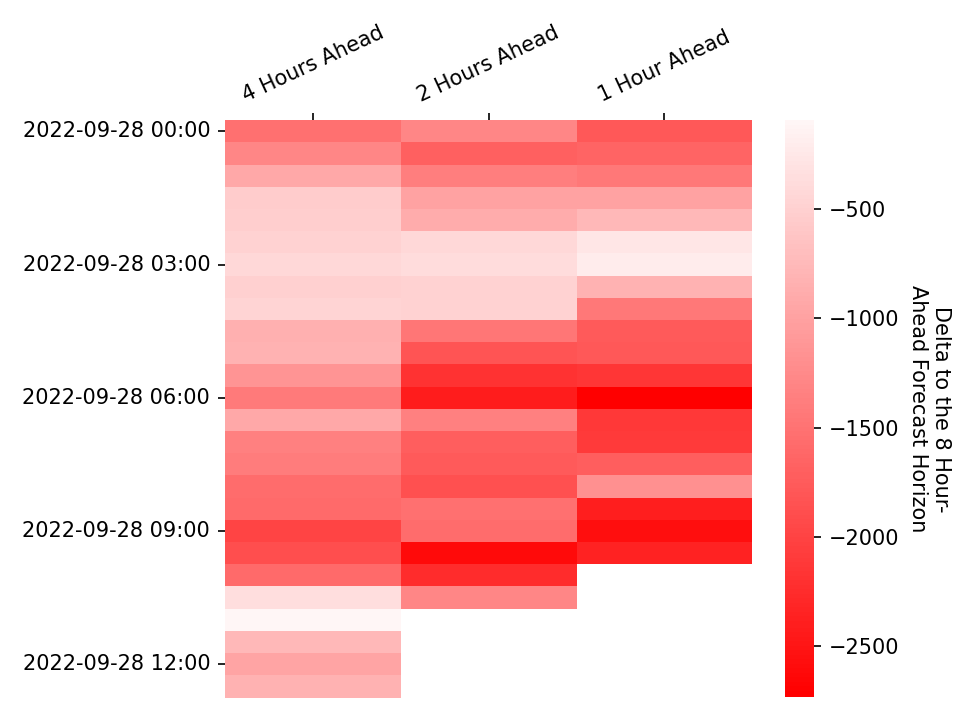 4 Hours Ahead
2 Hours Ahead
1 Hour Ahead
2022-09-28 00:00
2022-09-28 03:00
2022-09-28 06:00
2022-09-28 09:00
2022-09-28 12:00
−500
−1000
−1500
−2000
−2500
Delta to the 8 Hour-
Ahead Forecast Horizon